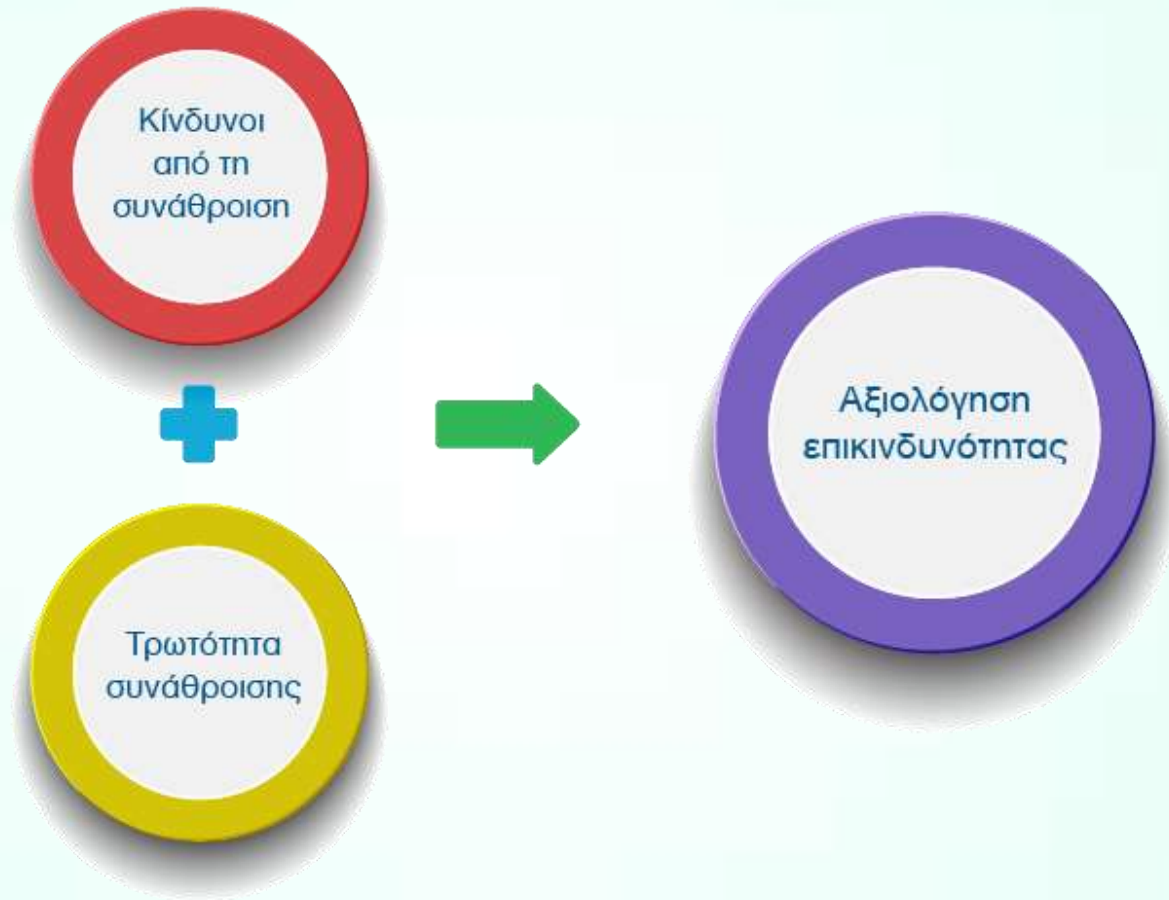 Κίνδυνοι
από τη
συνάθροιση
Τρωτότητα
συνάθροισης
Αξιολόγηση
επικινδυνότητας